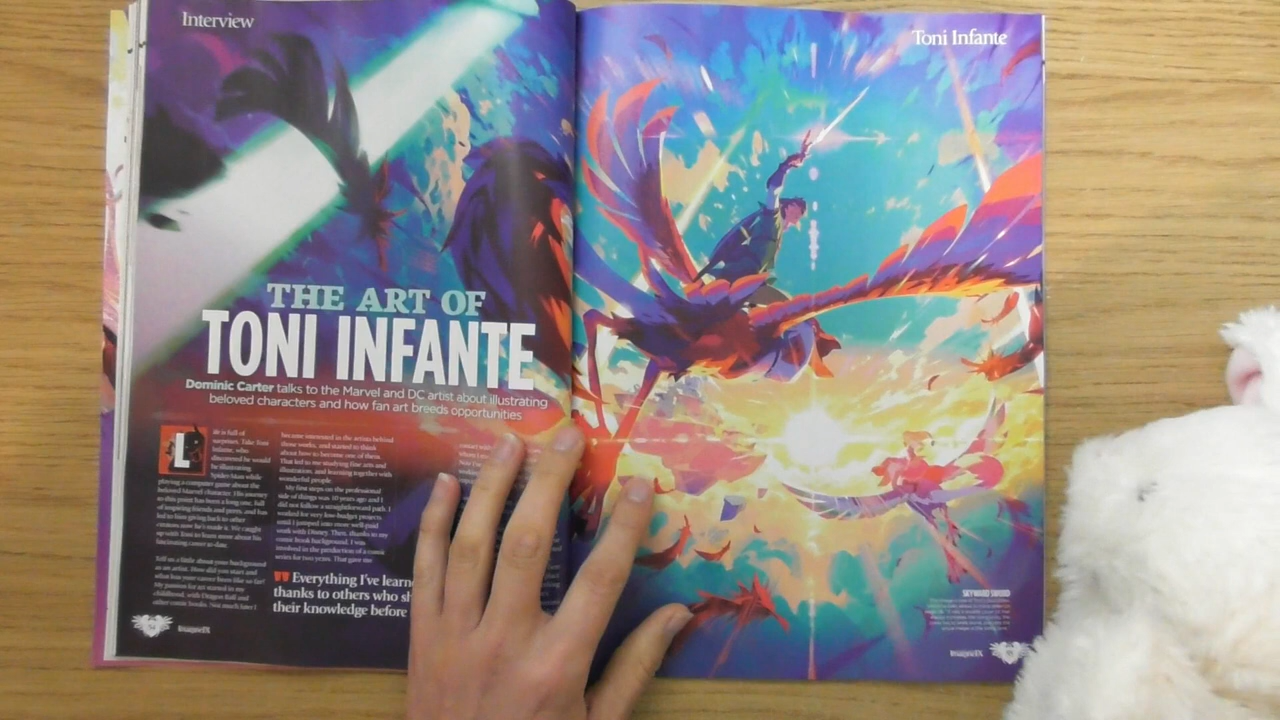 Interview
Toni Infante
THE ART OF
TONI INFANTE
Dominic Carter talks to the Marvel and DC artist about illustrating
beloved characters and how fan art breeds opportunities
L
ife is full of
surprises. Take Toni
Infante, who
discovered he would
be illustrating
Spider-Man while
playing a computer game about the
beloved Marvel character. His journey
to this point has been a long one, full
of inspiring friends and peers, and has
led to him giving back to other
creators now he's made it. We caught
up with Toni to learn more about his
fascinating career to date.
Tell us a little about your background
as an artist. How did you start and
what has your career been like so far?
My passion for art started in my
childhood, with Dragon Ball and
other comic books. Not much later I
became interested in the artists behind
those works, and started to think
about how to become one of them.
That led to me studying fine arts and
illustration, and learning together with
wonderful people.
My first steps on the professional
side of things was 10 years ago and I
did not follow a straightforward path. I
worked for very low-budget projects
until I jumped into more well-paid
work with Disney. Then, thanks to my
comic book background, I was
involved in the production of a comic
series for two years. That gave me
Everything I've learne
thanks to others who sh
their knowledge before
contact with
where I
SKYWARD SWORD
ImagineFX
ImagineFX